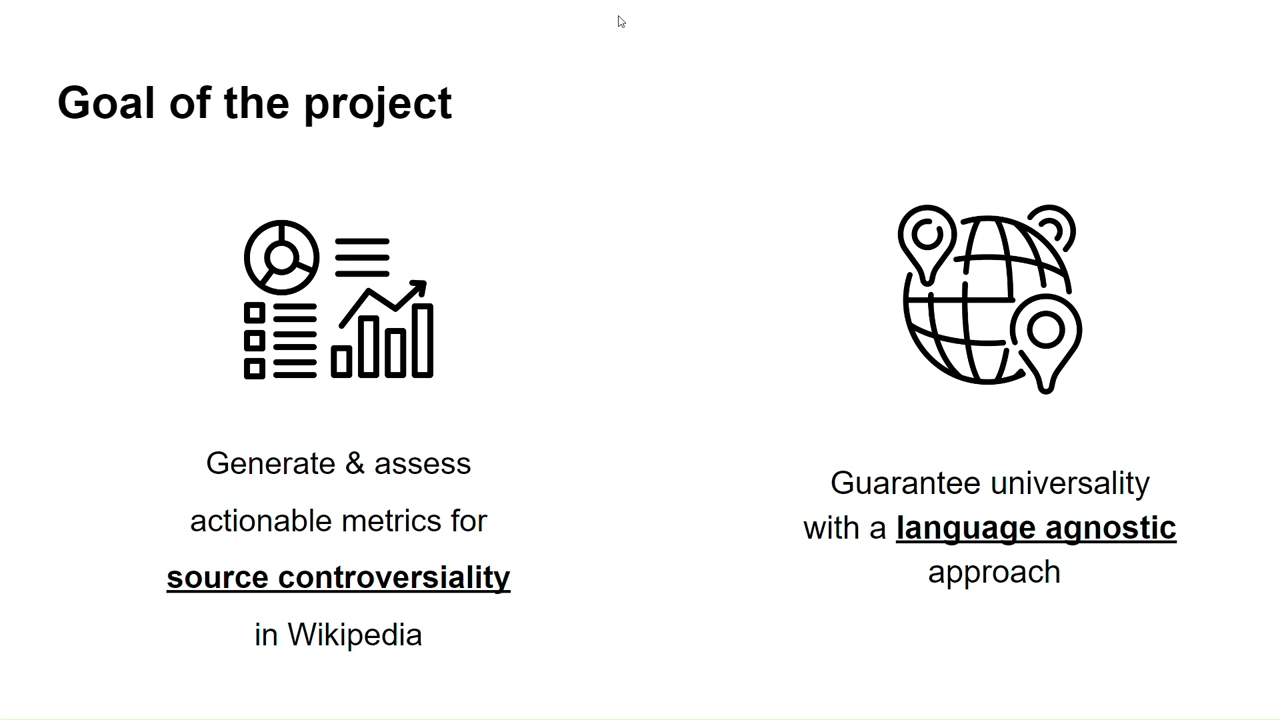 Goal of the project
Generate & assess
actionable metrics for
source controversiality
in Wikipedia
Guarantee universality
with a language agnostic
approach